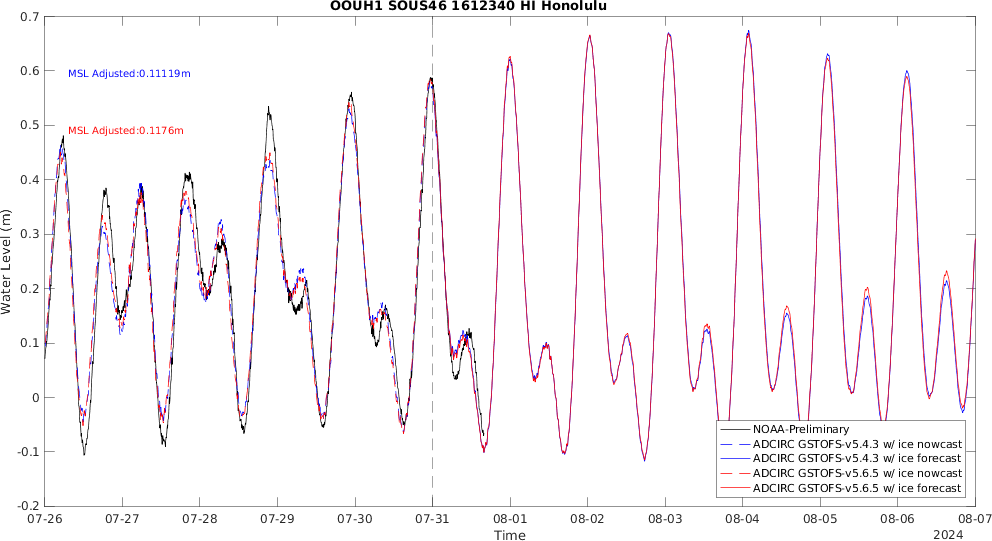 OOUH1 SOUS46 1612340 HI Honolulu
0.7
0.6
0.5
0.4
0.3
0.2
0.1
0
-0.1
-0.2
Water Level (m)
MSL Adjusted:0.11119m
MSL Adjusted:0.1176m
NOAA-Preliminary
ADCIRC GSTOFS-v5.4.3 w/ ice nowcast
ADCIRC GSTOFS-v5.4.3 w/ ice forecast
ADCIRC GSTOFS-v5.6.5 w/ ice nowcast
ADCIRC GSTOFS-v5.6.5 w/ ice forecast
07-26 07-27 07-28 07-29 07-30 07-31 08-01 08-02 08-03 08-04 08-05 08-06 08-07
Time
2024